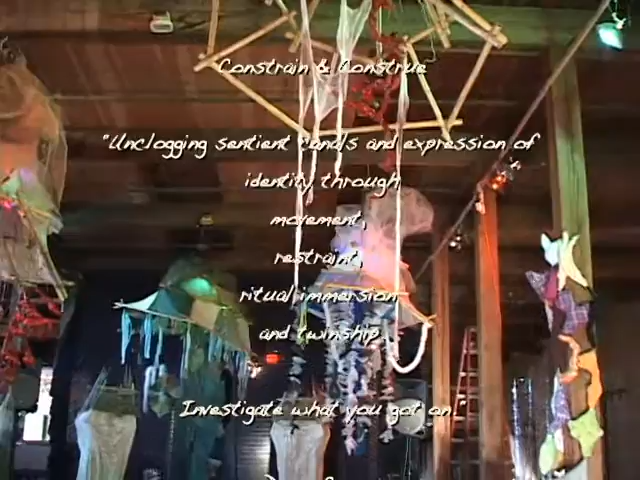 Constrain & Construe
"Unclogging sentient canals and expression of
identity through
movement,
restraint,
ritual immersion
and twinship."
Investigate what you got on.